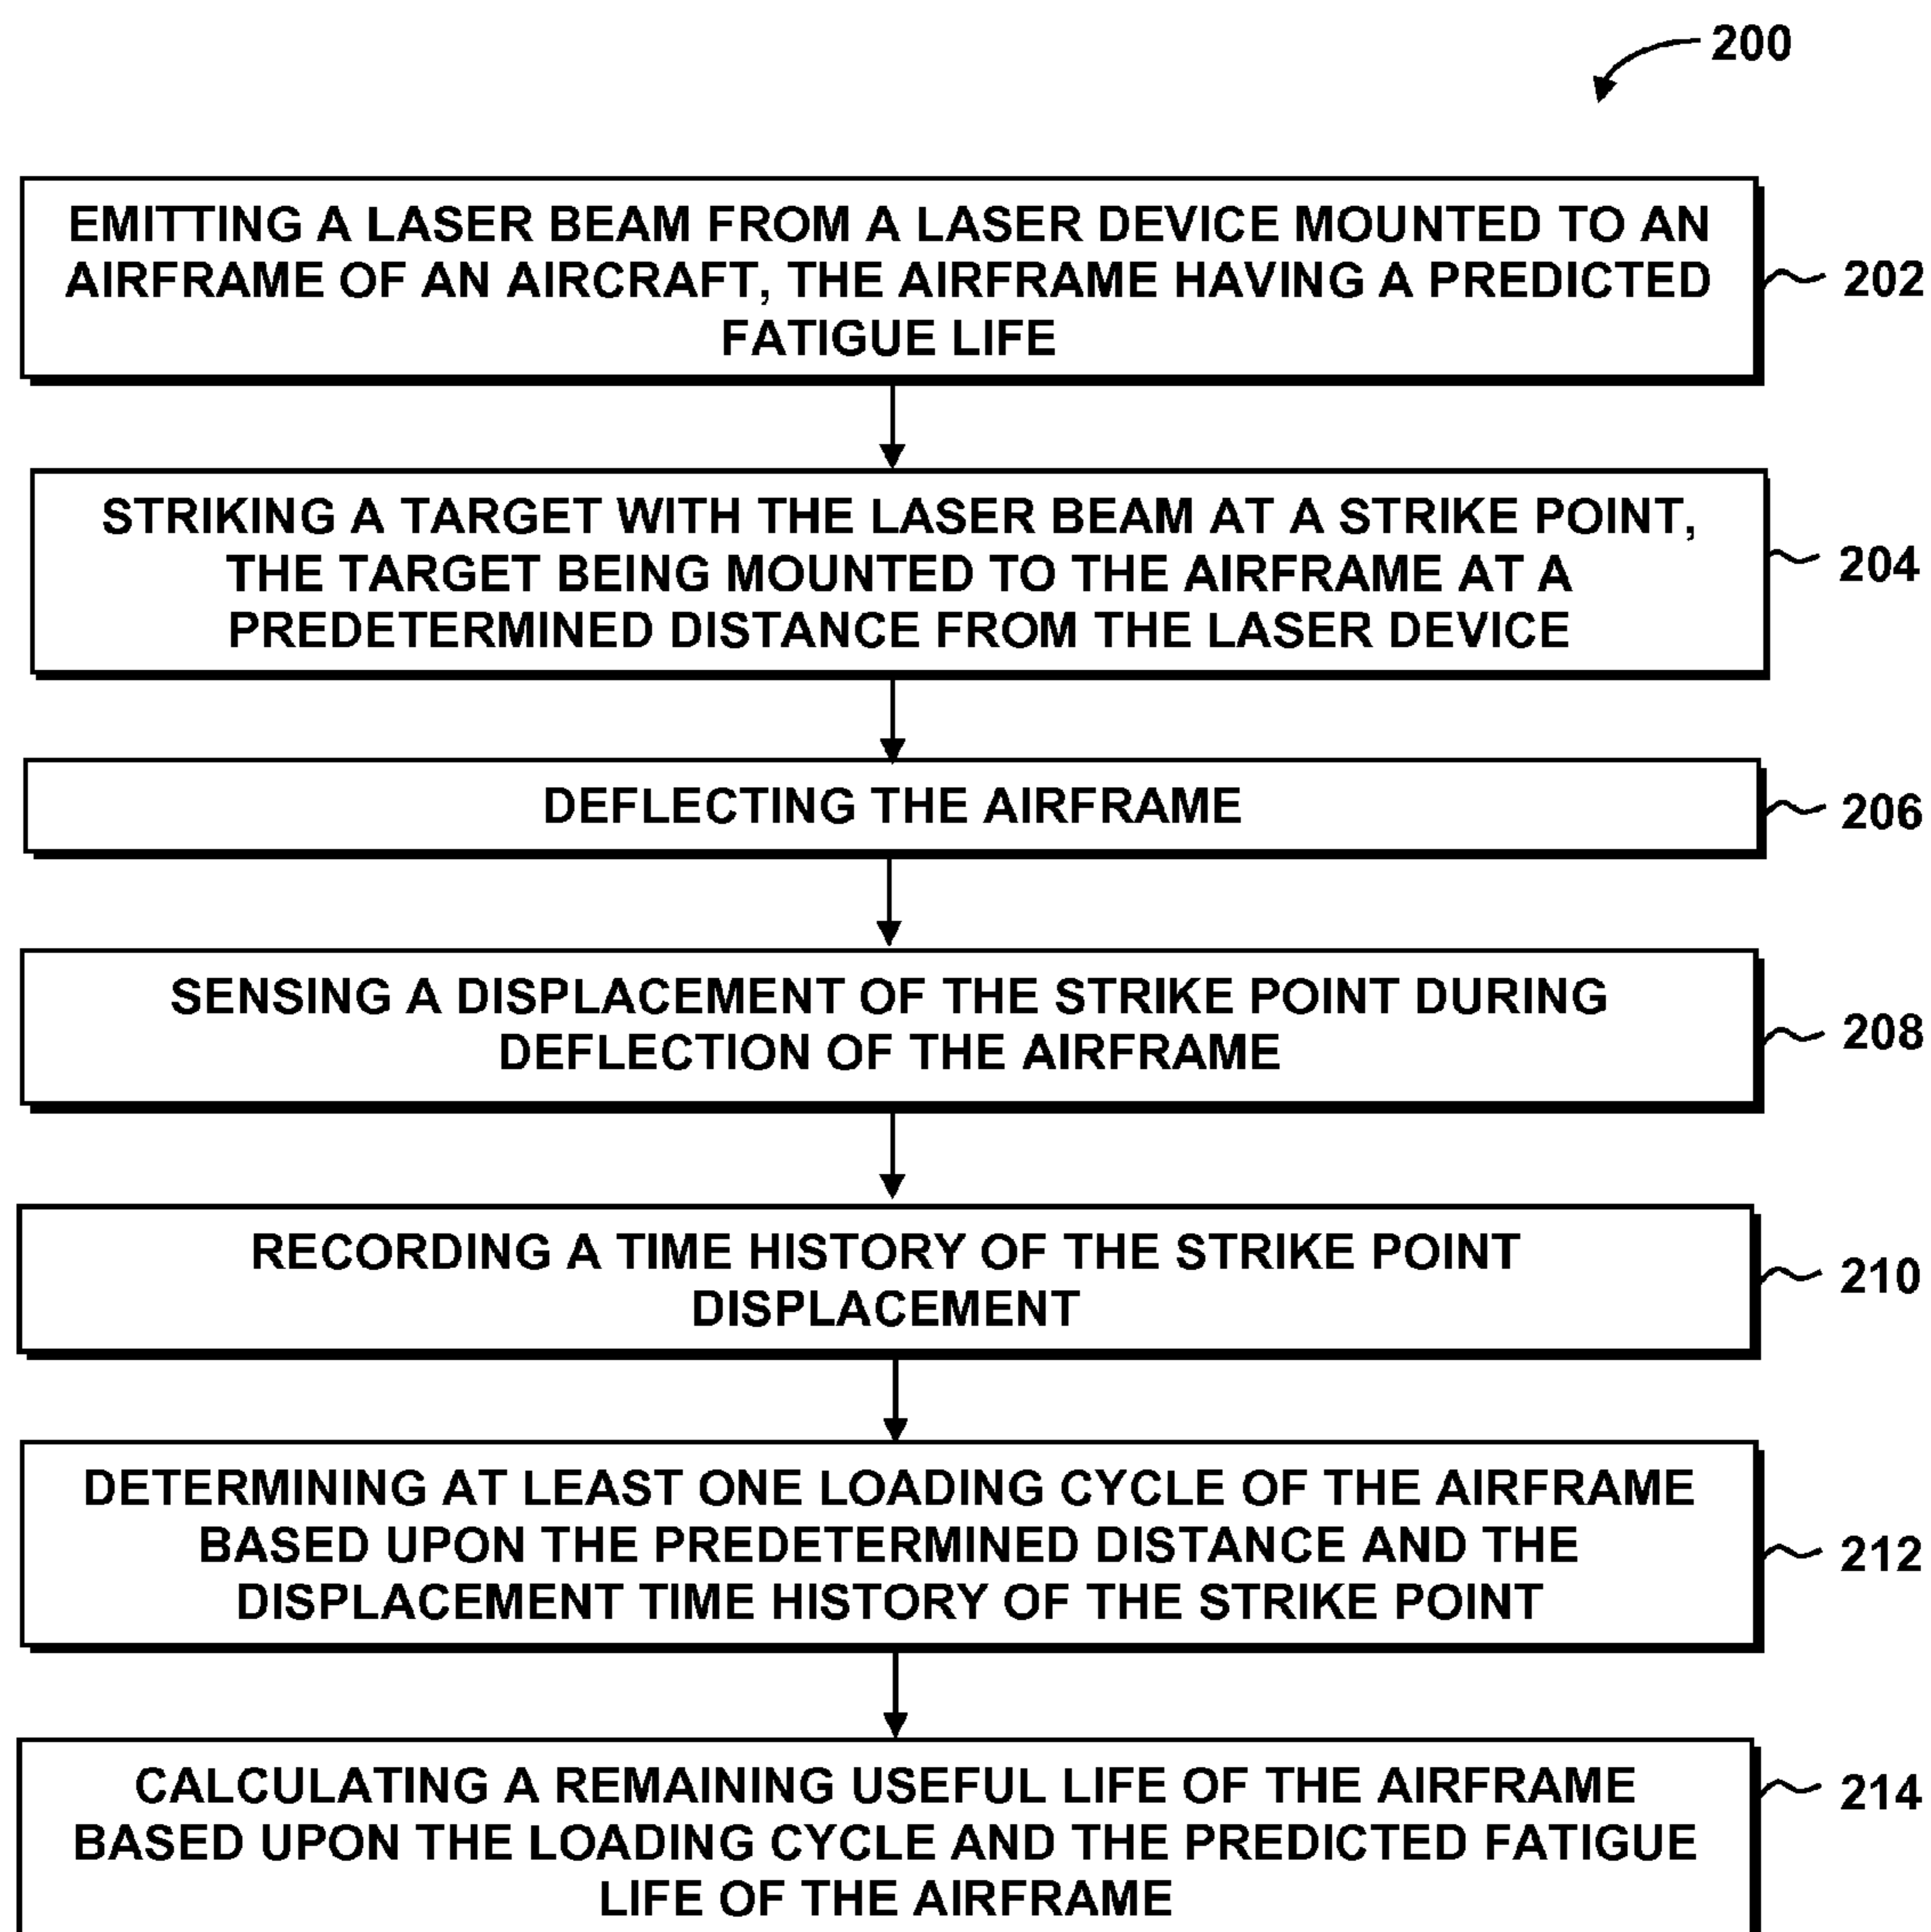 200
EMITTING A LASER BEAM FROM A LASER DEVICE MOUNTED TO AN
AIRFRAME OF AN AIRCRAFT, THE AIRFRAME HAVING A PREDICTED
FATIGUE LIFE
202
STRIKING A TARGET WITH THE LASER BEAM AT A STRIKE POINT,
THE TARGET BEING MOUNTED TO THE AIRFRAME AT A
PREDETERMINED DISTANCE FROM THE LASER DEVICE
204
DEFLECTING THE AIRFRAME
206
SENSING A DISPLACEMENT OF THE STRIKE POINT DURING
DEFLECTION OF THE AIRFRAME
208
RECORDING A TIME HISTORY OF THE STRIKE POINT
DISPLACEMENT
210
DETERMINING AT LEAST ONE LOADING CYCLE OF THE AIRFRAME
BASED UPON THE PREDETERMINED DISTANCE AND THE
DISPLACEMENT TIME HISTORY OF THE STRIKE POINT
212
CALCULATING A REMAINING USEFUL LIFE OF THE AIRFRAME
BASED UPON THE LOADING CYCLE AND THE PREDICTED FATIGUE
LIFE OF THE AIRFRAME
214